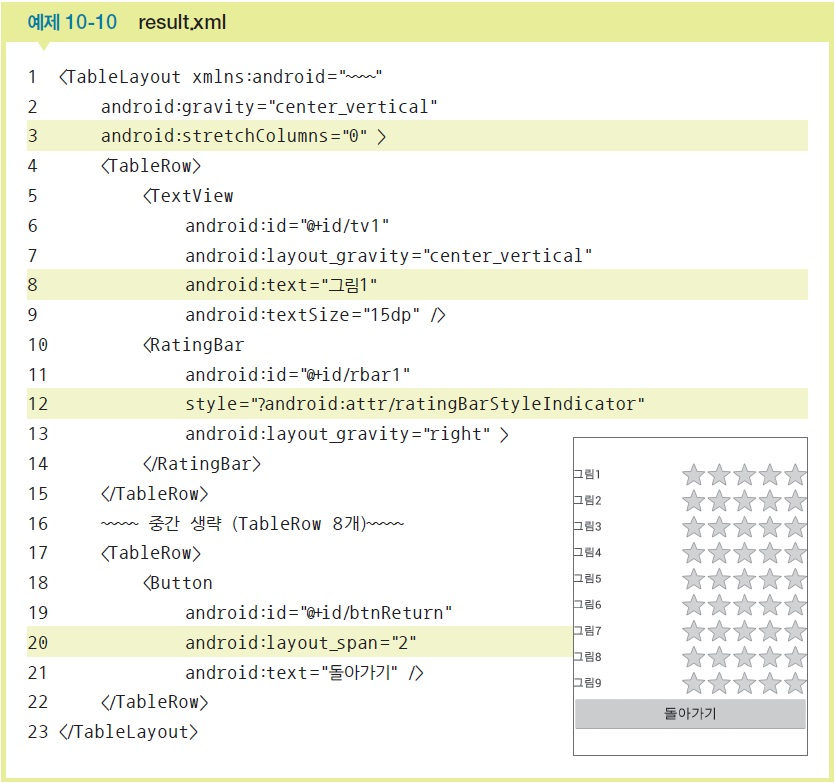 예제 10-10 result.xml
1 <TableLayout xmlns:android="~~~~"
2 android:gravity="center_vertical"
3 android:stretchColumns="0" >
4 <TableRow>
5 <TextView
6 android:id="@+id/tv1"
7 android:layout_gravity="center_vertical"
8 android:text="그림1"
9 android:textSize="15dp" />
10 <RatingBar
11 android:id="@+id/rbar1"
12 style="?android:attr/ratingBarStyleIndicator"
13 android:layout_gravity="right" >
14 </RatingBar>
15 </TableRow>
16 ~~~~~ 중간 생략 (TableRow 8개)~~~~~
17 <TableRow>
18 <Button
19 android:id="@+id/btnReturn"
20 android:layout_span="2"
21 android:text="돌아가기" />
22 </TableRow>
23 </TableLayout>
그림1
그림2
그림3
그림4
그림5
그림6
그림7
그림8
그림9
돌아가기